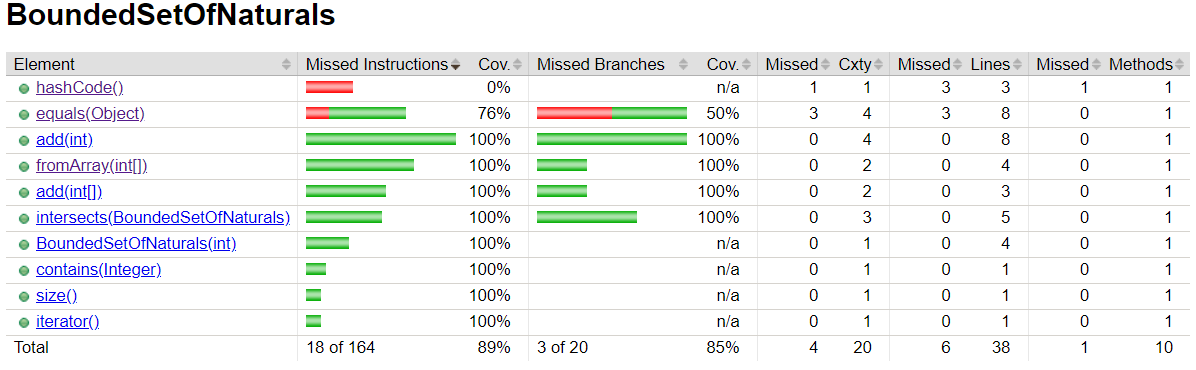 BoundedSetOfNaturals
Element Missed Instructions Cov. Missed Branches Cov. Missed Cxty Missed Lines Missed Methods
hashCode() 0% n/a 1 1 3 3 1 1
equals(Object) 76% 50% 3 4 3 8 0 1
add(int) 100% 100% 0 4 0 8 0 1
fromArray(int[]) 100% 100% 0 2 0 4 0 1
add(int[]) 100% 100% 0 2 0 3 0 1
intersects(BoundedSetOfNaturals) 100% 100% 0 3 0 5 0 1
BoundedSetOfNaturals(int) 100% n/a 0 1 0 4 0 1
contains(Integer) 100% n/a 0 1 0 1 0 1
size() 100% n/a 0 1 0 1 0 1
iterator() 100% n/a 0 1 0 1 0 1
Total 18 of 164 89% 3 of 20 85% 4 20 6 38 1 10